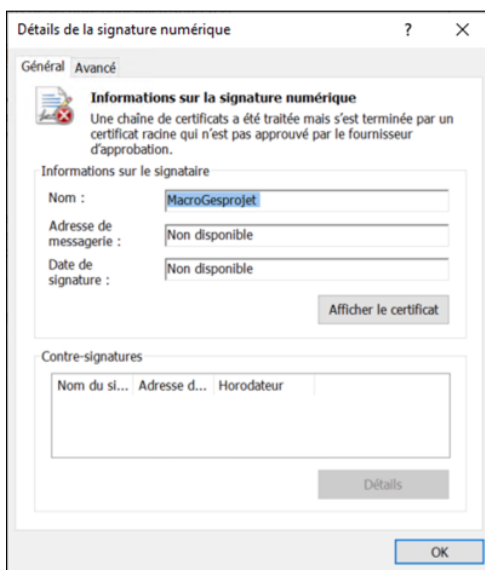 Détails de la signature numérique
Général Avancé
Informations sur la signature numérique
Une chaîne de certificats a été traitée mais s'est terminée par un
certificat racine qui n'est pas approuvé par le fournisseur
d'approbation.
Informations sur le signataire
Nom :
MacroGesprojet
Adresse de
messagerie :
Non disponible
Date de
signature :
Non disponible
Afficher le certificat
Contre-signatures
Nom du si... Adresse d... Horodateur
Détails
OK